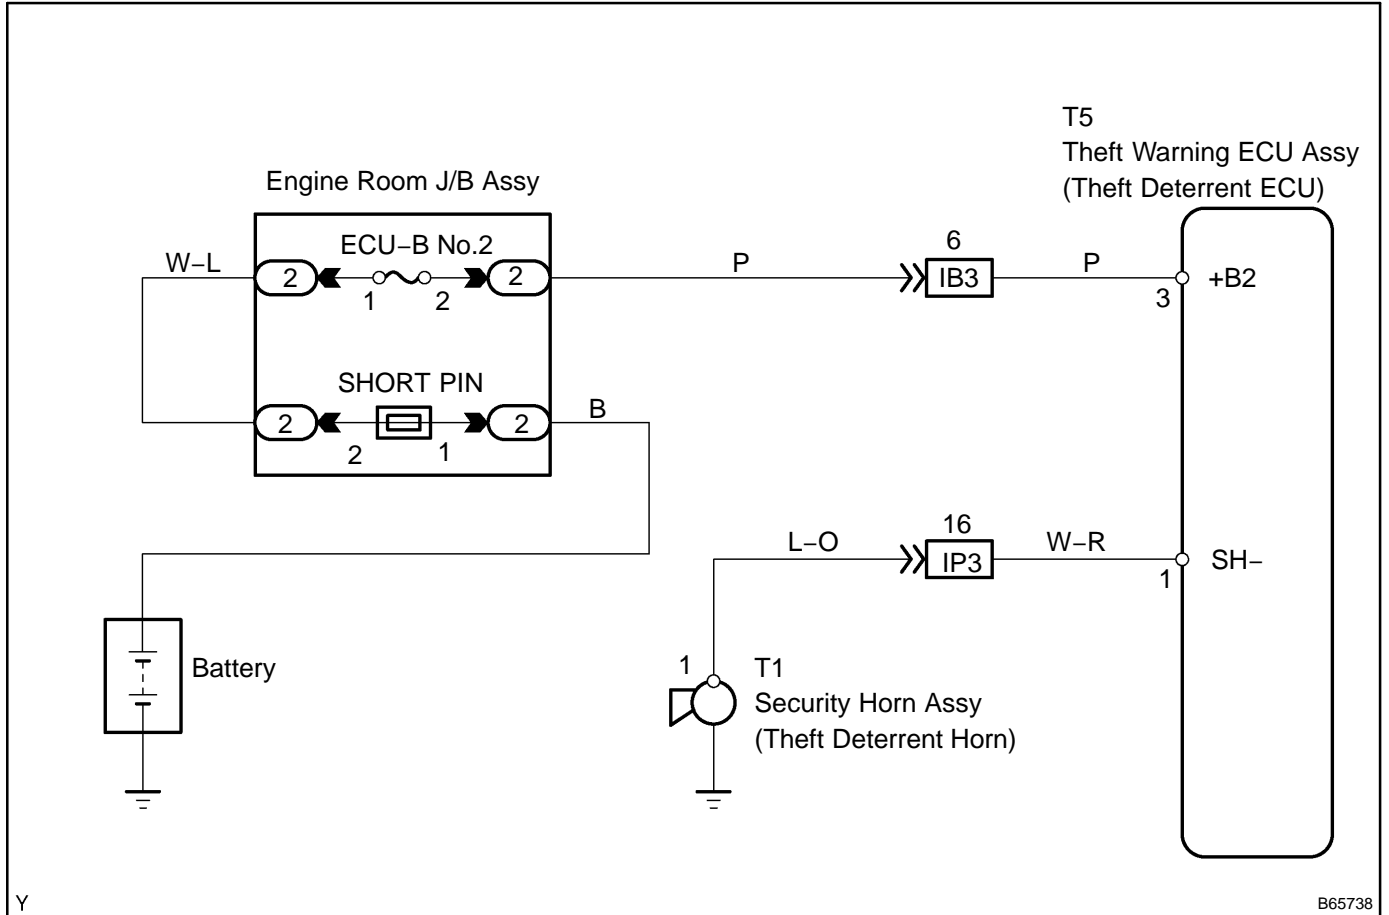 T5
Theft Warning ECU Assy
(Theft Deterrent ECU)
Engine Room J/B Assy
ECU–B No.2
W–L
2
1
2
2
P
6
IB3
P
3
+B2
SHORT PIN
2
2
1
2
B
L–O
16
IP3
W–R
1
SH–
Battery
1
T1
Security Horn Assy
(Theft Deterrent Horn)
Y
B65738